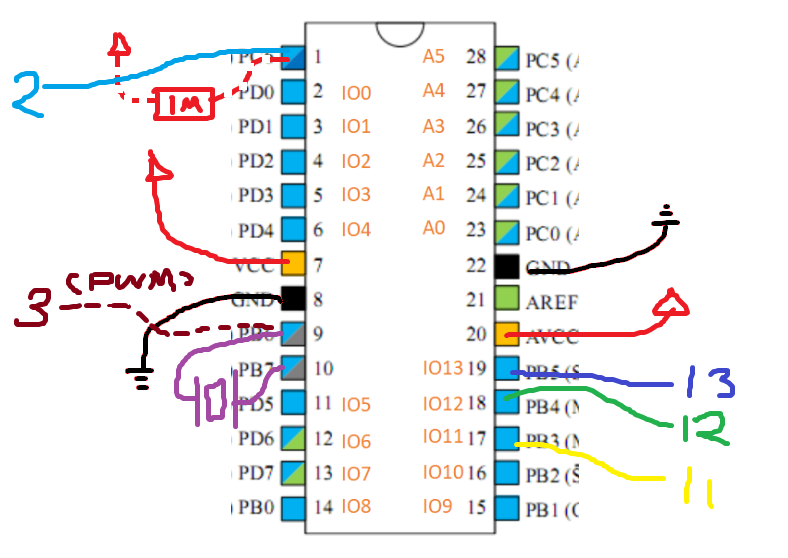 PC6 1 A5 28 PC5 (A
2 1M PD0 2 IO0 A4 27 PC4 (A
PD1 3 IO1 A3 26 PC3 (A
PD2 4 IO2 A2 25 PC2 (A
PD3 5 IO3 A1 24 PC1 (A
PD4 6 IO4 A0 23 PC0 (A
VCC 7 22 GND
(PWM)
3 GND 8 21 AREF
PB6 9 20 AVCC
PB7 10 IO13 19 PB5 (S 13
PD5 11 IO5 IO12 18 PB4 (M 12
PD6 12 IO6 IO11 17 PB3 (M 11
PD7 13 IO7 IO10 16 PB2 (S
PB0 14 IO8 IO9 15 PB1 (O